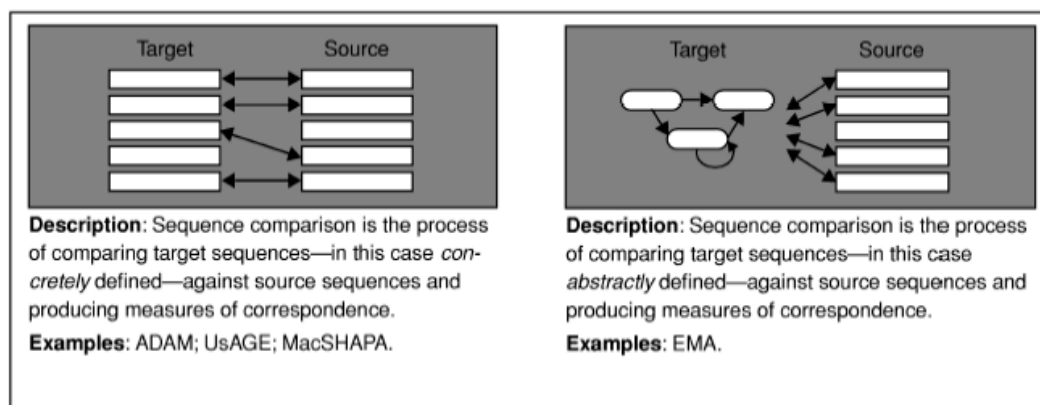 Target Source
Target Source
Description: Sequence comparison is the process
of comparing target sequences—in this case con-
cretely defined—against source sequences and
producing measures of correspondence.
Examples: ADAM; UsAGE; MacSHAPA.
Description: Sequence comparison is the process
of comparing target sequences—in this case
abstractly defined—against source sequences and
producing measures of correspondence.
Examples: EMA.